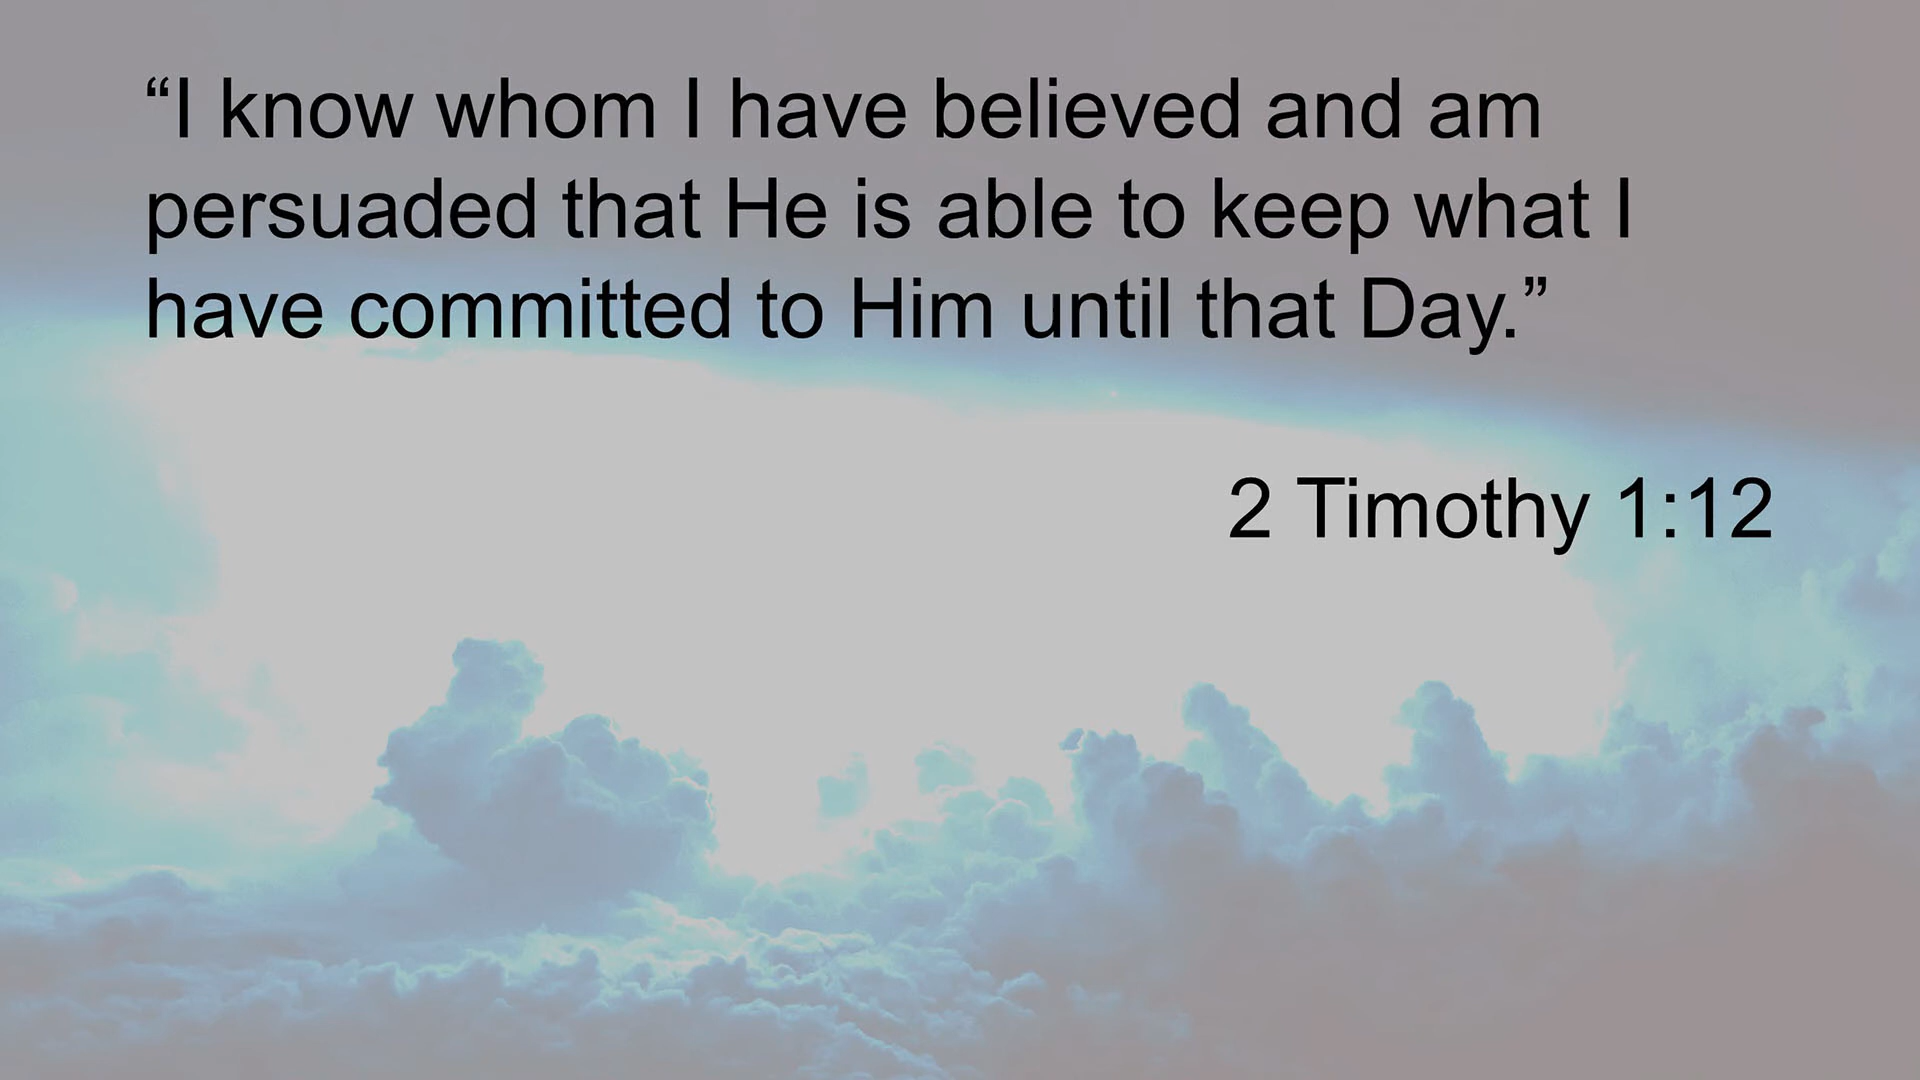 “I know whom I have believed and am
persuaded that He is able to keep what I
have committed to Him until that Day.”
2 Timothy 1:12